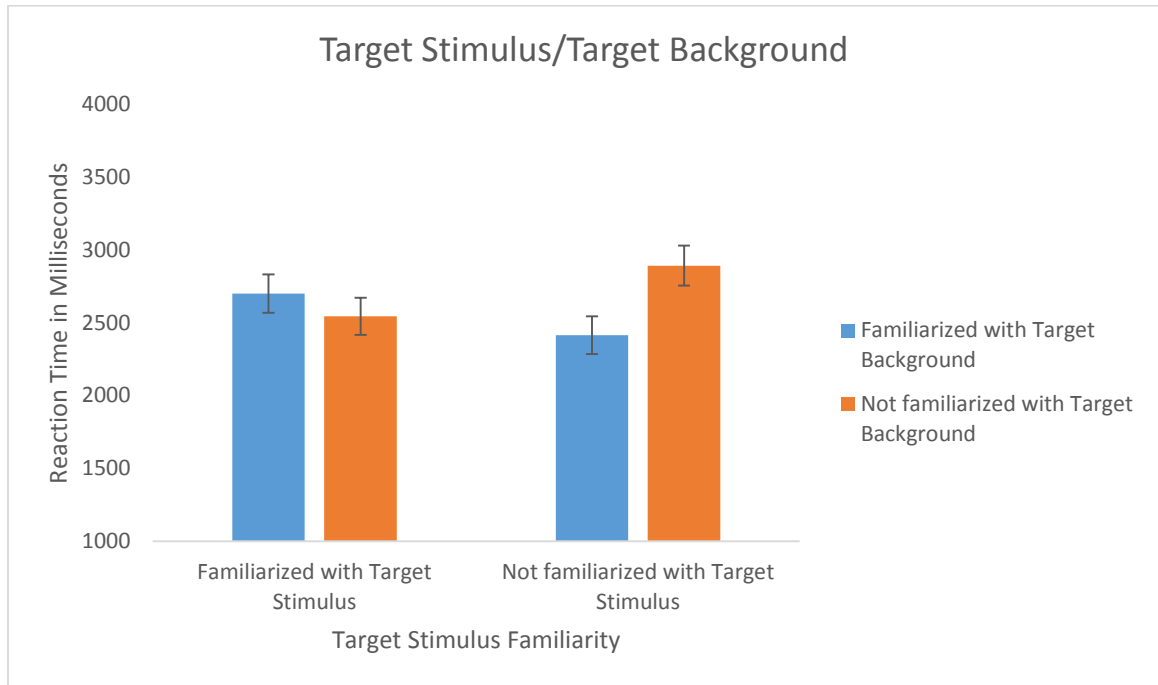 Target Stimulus/Target Background
4000
3500
3000
2500
2000
1500
1000
Reaction Time in Milliseconds
Familiarized with Target
Stimulus
Not familiarized with Target
Stimulus
Target Stimulus Familiarity
Familiarized with Target
Background
Not familiarized with Target
Background